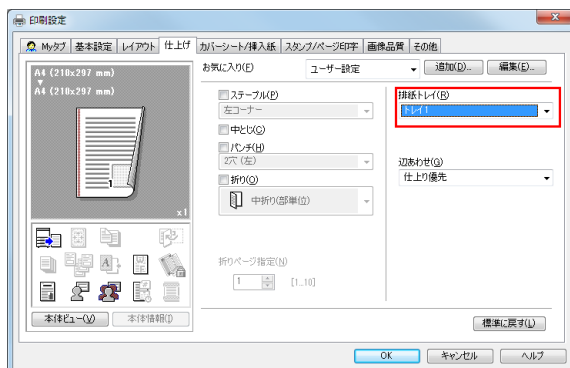 印刷設定
Myタブ 基本設定 レイアウト 仕上げ カバーシート/挿入紙 スタンプ/ページ印字 画像品質 その他
A4 (210x297 mm)
A4 (210x297 mm)
1
x1
お気に入り(F)
ユーザー設定
追加(D)...
編集(E)...
ステープル(P)
左コーナー
中とじ(C)
パンチ(H)
2穴 (左)
折り(O)
中折り(部単位)
折りページ指定(N)
1
[1..10]
排紙トレイ(R)
トレイ1
辺あわせ(G)
仕上り優先
本体ビュー(V)
本体情報(I)
標準に戻す(L)
OK
キャンセル
ヘルプ